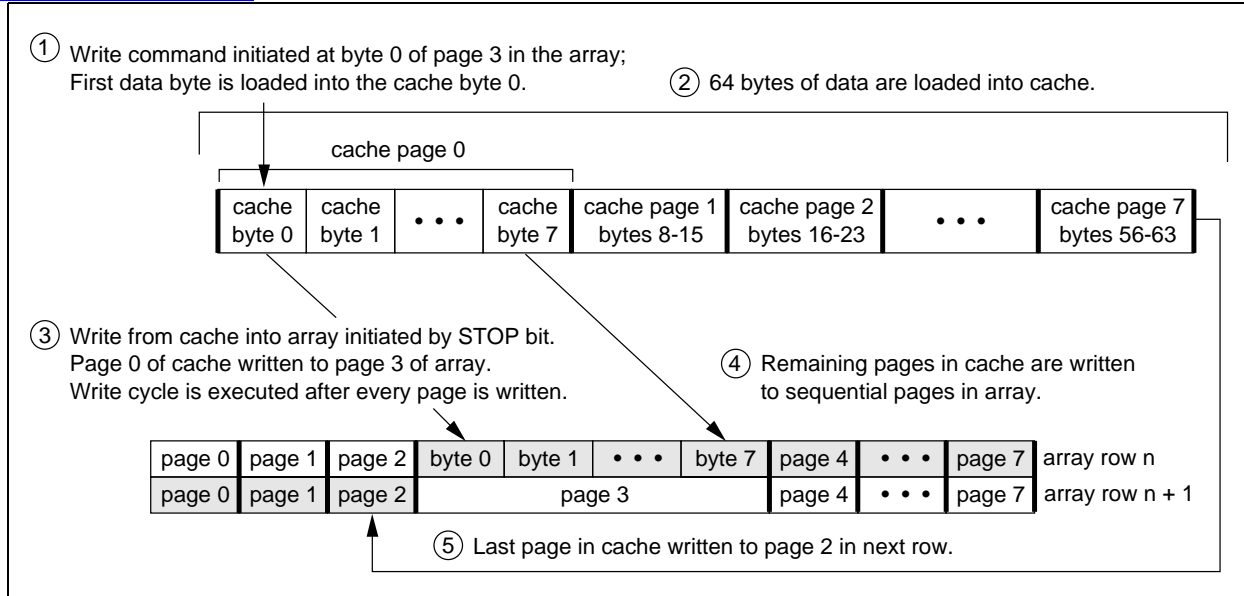 ① Write command initiated at byte 0 of page 3 in the array;
First data byte is loaded into the cache byte 0.
② 64 bytes of data are loaded into cache.
cache page 0
cache byte 0
cache byte 1
• • •
cache byte 7
cache page 1 bytes 8-15
cache page 2 bytes 16-23
• • •
cache page 7 bytes 56-63
③ Write from cache into array initiated by STOP bit.
Page 0 of cache written to page 3 of array.
Write cycle is executed after every page is written.
④ Remaining pages in cache are written
to sequential pages in array.
page 0 page 1 page 2 byte 0 byte 1 • • • byte 7 page 4 • • • page 7 array row n
page 0 page 1 page 2 page 3 page 4 • • • page 7 array row n + 1
⑤ Last page in cache written to page 2 in next row.